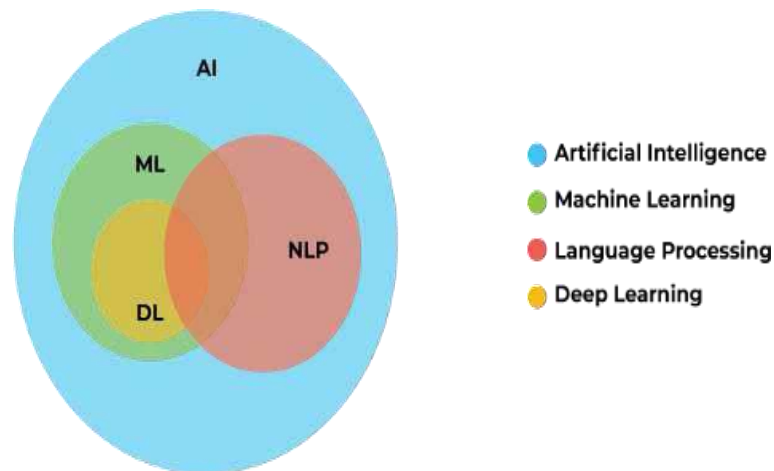 AI
ML
NLP
DL
Artificial Intelligence
Machine Learning
Language Processing
Deep Learning